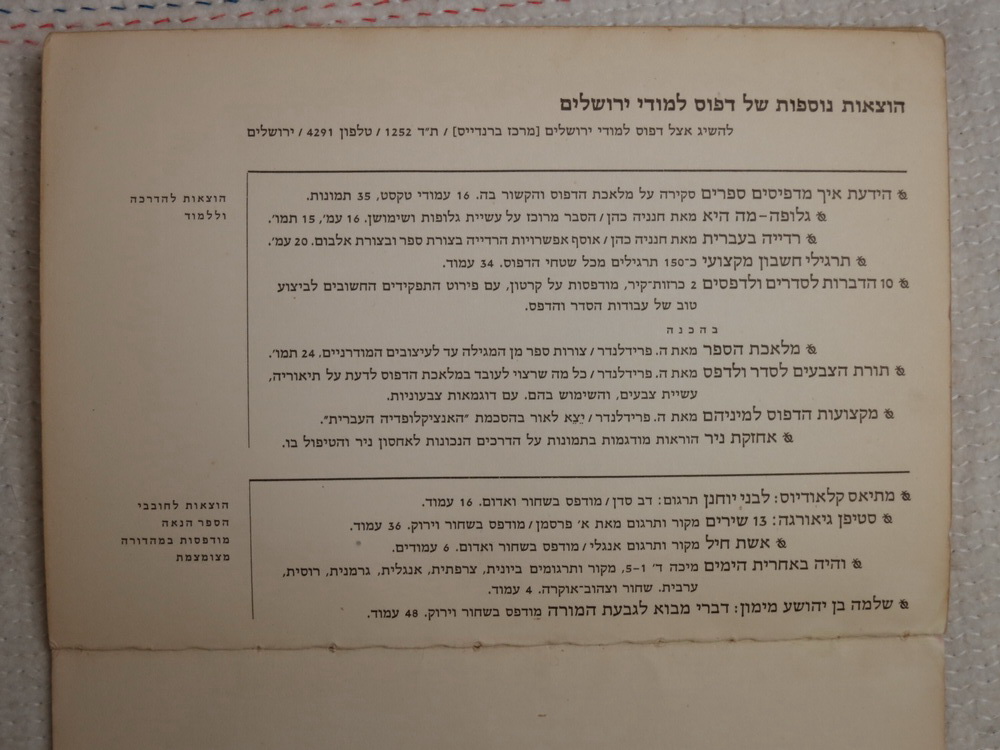 הוצאות נוספות של דפוס למודי ירושלים
להשיג אצל דפוס למודי ירושלים [מרכז ברנדייס] / ת״ד 1252 / טלפון 4291 / ירושלים
הוצאות להדרכה
וללמוד
הידעת איך מדפיסים ספרים סקירה על מלאכת הדפוס והקשור בה. 16 עמודי טקסט, 35 תמונות.
גלופה–מה היא מאת חנניה כהן / הסבר מרוכז על עשיית גלופות ושימושן. 16 עמ׳, 15 תמו׳.
רדייה בעברית מאת חנניה כהן / אוסף אפשרויות הרדייה בצורת ספר ובצורת אלבום. 20 עמ׳.
תרגילי חשבון מקצועי כ־150 תרגילים מכל שטחי הדפוס. 34 עמוד.
10 הדברות לסדרים ולדפסים 2 כרזות־קיר, מודפסות על קרטון, עם פירוט התפקידים החשובים לביצוע
טוב של עבודות הסדר והדפס.
בהכנה
מלאכת הספר מאת ה. פרידלנדר / צורות ספר מן המגילה עד לעיצובים המודרניים. 24 תמו׳.
תורת הצבעים לסדר ולדפס מאת ה. פרידלנדר / כל מה שרצוי לעובד במלאכת הדפוס לדעת על תיאוריה,
עשיית צבעים, והשימוש בהם. עם דוגמאות צבעוניות.
מקצועות הדפוס למיניהם מאת ה. פרידלנדר / יֵצֵא לאור בהסכמת ״האנציקלופדיה העברית״.
אחזקת ניר הוראות מודגמות בתמונות על הדרכים הנכונות לאחסון ניר והטיפול בו.
הוצאות לחובבי
הספר הנאה
מודפסות במהדורה
מצומצמת
מתיאס קלאודיוס: לבני יוחנן תרגום: דב סדן / מודפס בשחור ואדום. 16 עמוד.
סטיפן גיאורגה: 13 שירים מקור ותרגום מאת א׳ פרסמן / מודפס בשחור וירוק. 36 עמוד.
אשת חיל מקור ותרגום אנגלי / מודפס בשחור ואדום. 6 עמודים.
והיה באחרית הימים מיכה ד׳ 1–5, מקור ותרגומים ביונית, צרפתית, אנגלית, גרמנית, רוסית,
ערבית. שחור וצהוב־אוקרה. 4 עמוד.
שלמה בן יהושע מימון: דברי מבוא לגבעת המורה מודפס בשחור וירוק. 48 עמוד.